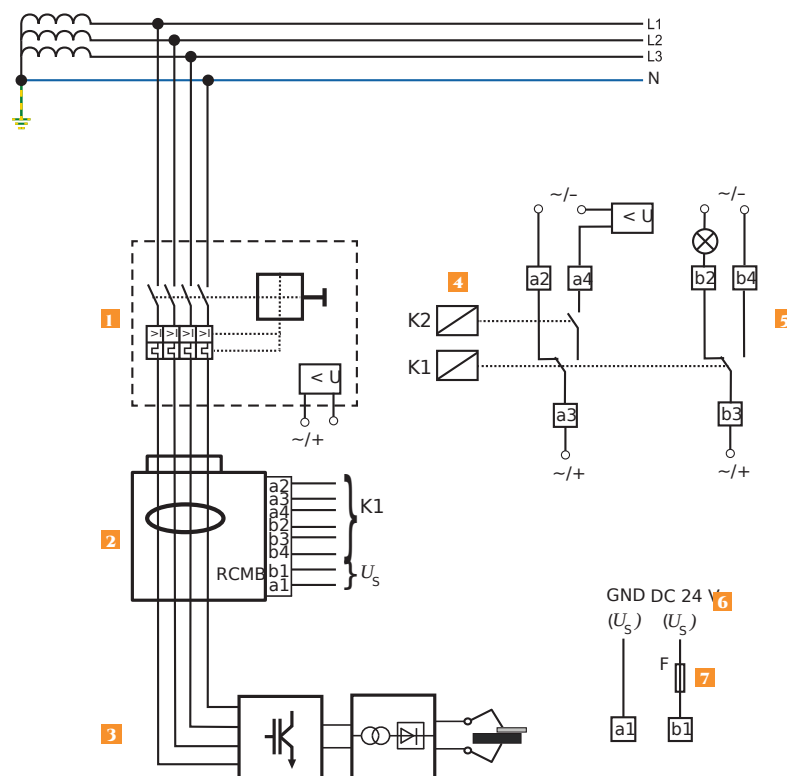 L1
L2
L3
N
~/–
~/–
< U
4
a2
a4
b2
b4
K2
5
1
>I >I >I >I
K1
< U
a3
b3
~/+
~/+
~/+
a2
a3
a4
b2
b3
b4
K1
2
RCMB
b1
a1
US
GND DC 24 V
6
(US) (US)
F
7
3
a1
b1